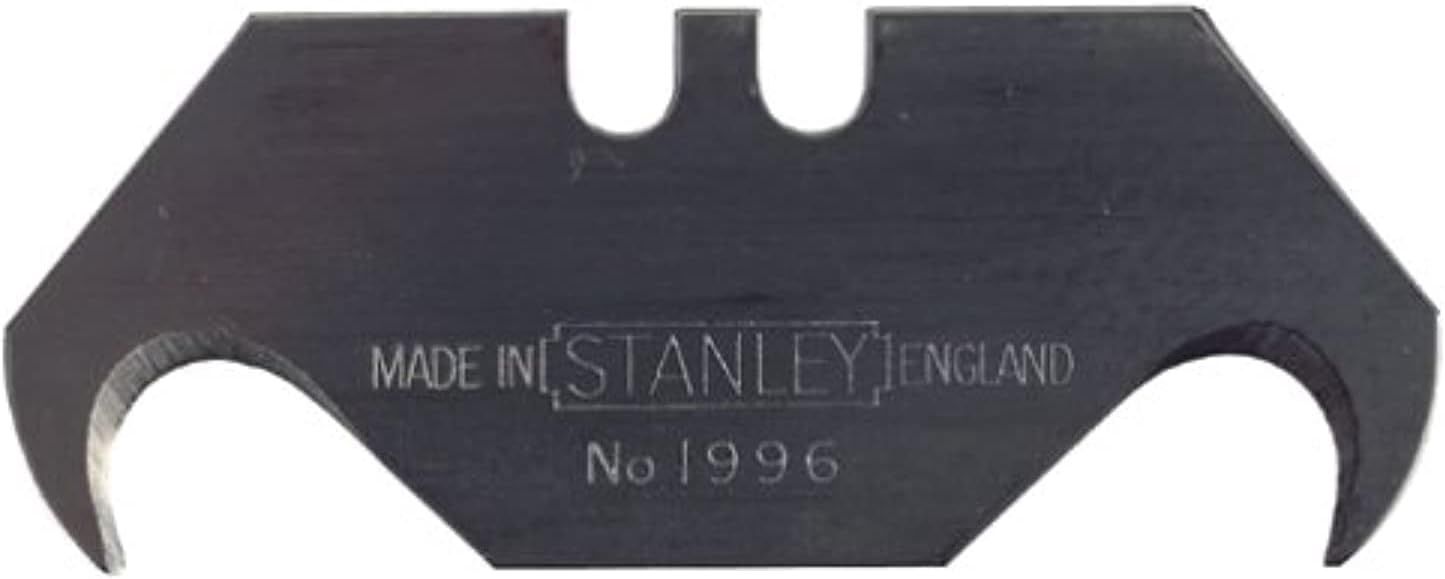 MADE IN [STANLEY] ENGLAND
No 1996